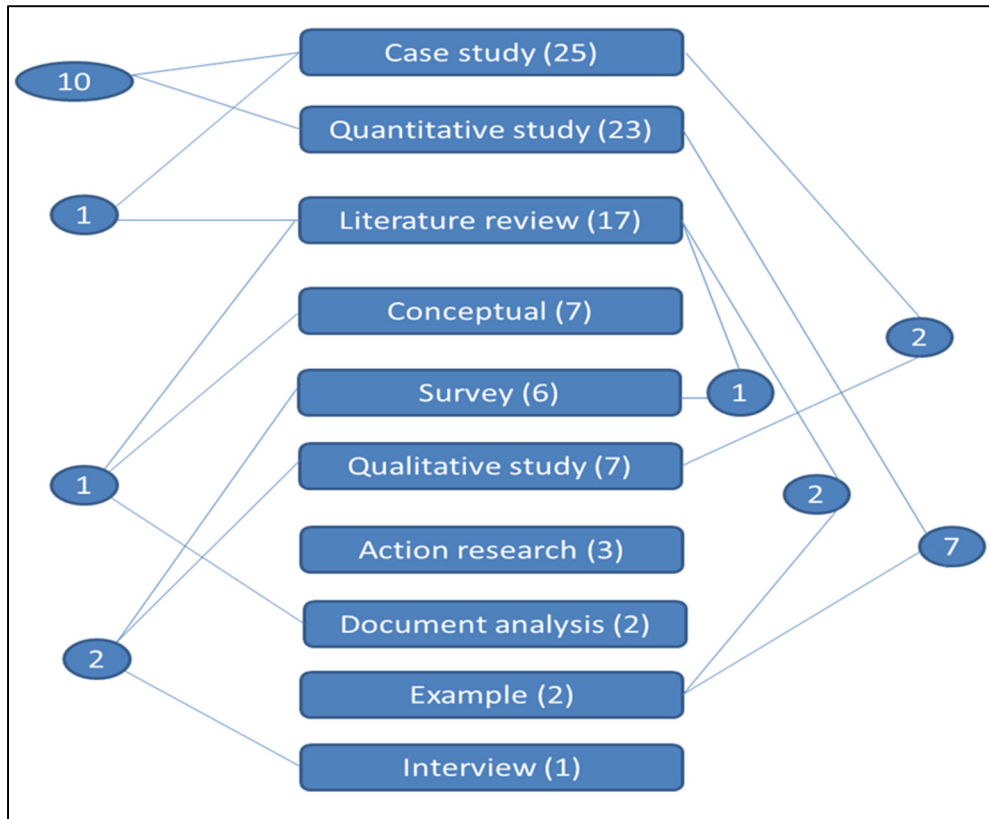 10
Case study (25)
Quantitative study (23)
1
Literature review (17)
Conceptual (7)
2
Survey (6)
1
Qualitative study (7)
1
2
Action research (3)
7
Document analysis (2)
2
Example (2)
Interview (1)